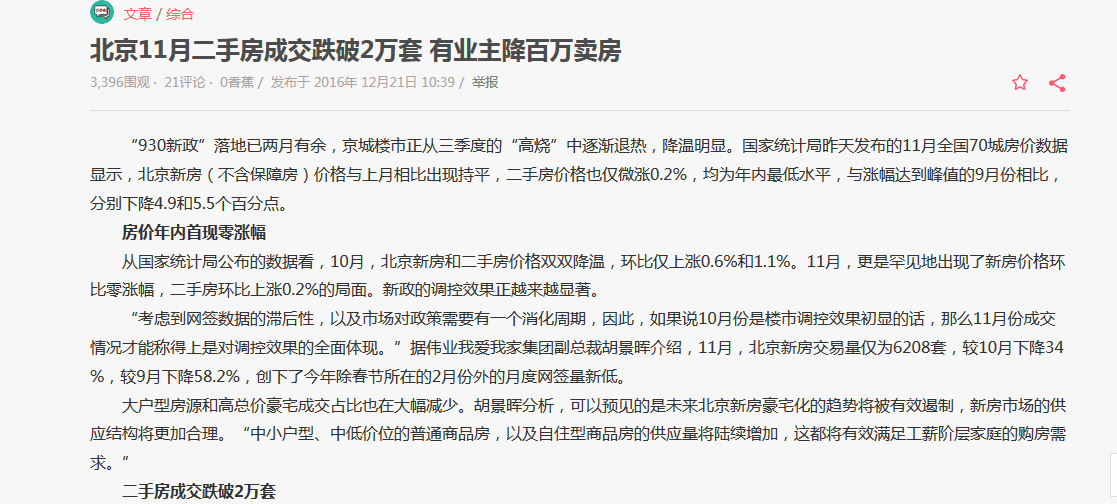 文章 / 综合
北京11月二手房成交跌破2万套 有业主降百万卖房
3,396围观 · 21评论 · 0香蕉 / 发布于 2016年 12月21日 10:39 / 举报
“930新政”落地已两月有余，京城楼市正从三季度的“高烧”中逐渐退热，降温明显。国家统计局昨天发布的11月全国70城房价数据
显示，北京新房（不含保障房）价格与上月相比出现持平，二手房价格也仅微涨0.2%，均为年内最低水平，与涨幅达到峰值的9月份相比，
分别下降4.9和5.5个百分点。
房价年内首现零涨幅
从国家统计局公布的数据看，10月，北京新房和二手房价格双双降温，环比仅上涨0.6%和1.1%。11月，更是罕见地出现了新房价格环
比零涨幅，二手房环比上涨0.2%的局面。新政的调控效果正越来越显著。
“考虑到网签数据的滞后性，以及市场对政策需要有一个消化周期，因此，如果说10月份是楼市调控效果初显的话，那么11月份成交
情况才能称得上是对调控效果的全面体现。”据伟业我爱我家集团副总裁胡景晖介绍，11月，北京新房交易量仅为6208套，较10月下降34
%，较9月下降58.2%，创下了今年除春节所在的2月份外的月度网签量新低。
大户型房源和高总价豪宅成交占比也在大幅减少。胡景晖分析，可以预见的是未来北京新房豪宅化的趋势将被有效遏制，新房市场的供
应结构将更加合理。“中小户型、中低价位的普通商品房，以及自住型商品房的供应量将陆续增加，这都将有效满足工薪阶层家庭的购房需
求。”
二手房成交跌破2万套